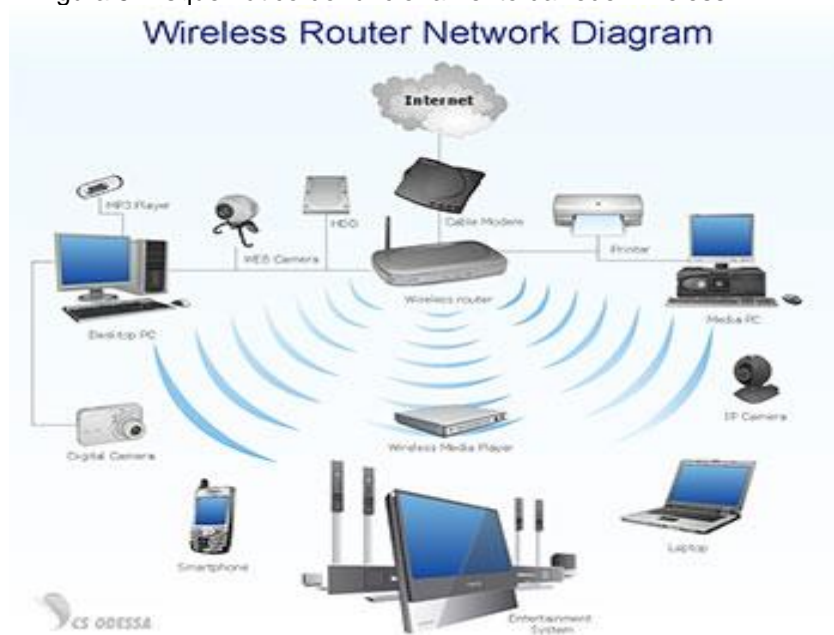 Wireless Router Network Diagram
Internet
MP3 Player
HDD
Cable Modem
WEB Camera
Printer
Wireless router
Desktop PC
Media PC
IP Camera
Digital Camera
Wireless Media Player
Smartphone
Laptop
Entertainment
System
CS ODESSA